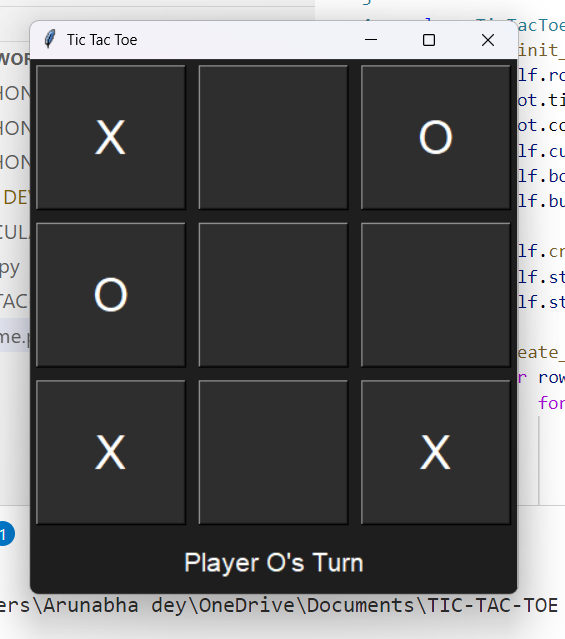 Tic Tac Toe
X O
O
X X
Player O's Turn
WOR
HON
HON
HON
DEV
CULA
py
TAC
me.p
TicTacToe
init_
lf.ro
ot.ti
ot.co
lf.cu
lf.bo
lf.bu
lf.cr
lf.st
lf.st
eate_
r row
for
1
ers\Arunabha dey\OneDrive\Documents\TIC-TAC-TOE